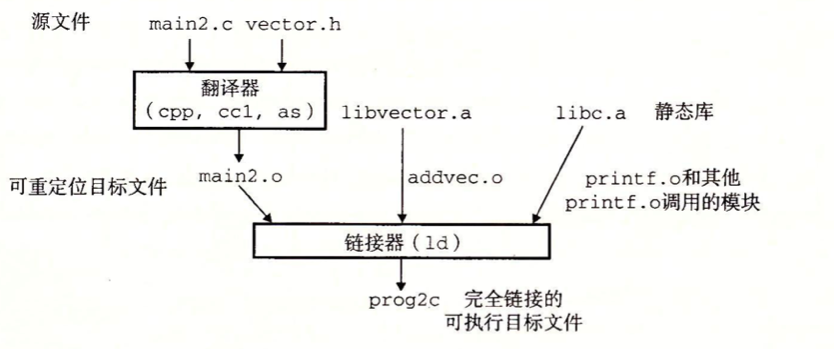 源文件 main2.c vector.h
翻译器
(cpp, cc1, as)
libvector.a
libc.a 静态库
可重定位目标文件
main2.o
addvec.o
printf.o和其他
printf.o调用的模块
链接器(ld)
prog2c 完全链接的
可执行目标文件